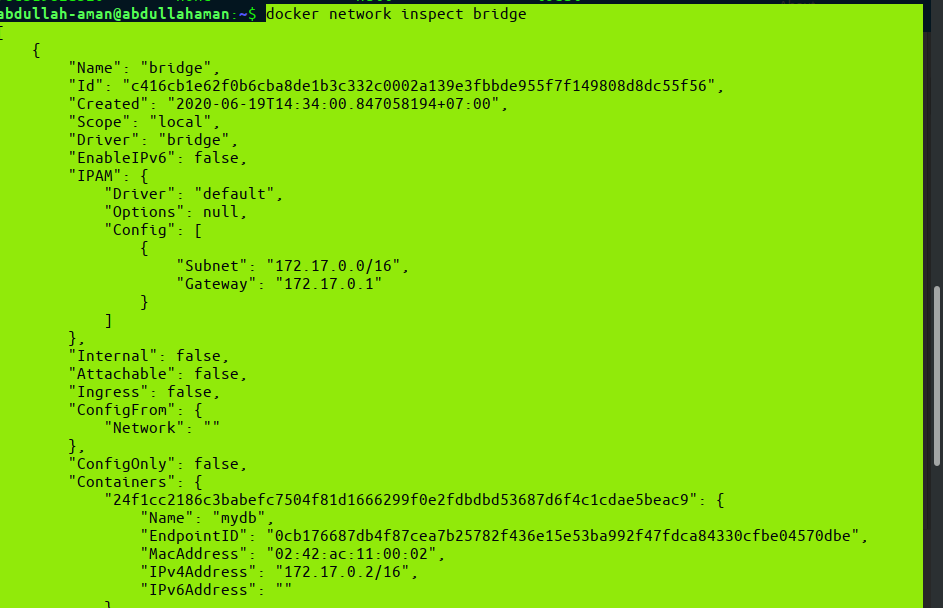 abdullah-aman@abdullahaman:~$ docker network inspect bridge
[
    {
        "Name": "bridge",
        "Id": "c416cb1e62f0b6cba8de1b3c332c0002a139e3fbbde955f7f149808d8dc55f56",
        "Created": "2020-06-19T14:34:00.847058194+07:00",
        "Scope": "local",
        "Driver": "bridge",
        "EnableIPv6": false,
        "IPAM": {
            "Driver": "default",
            "Options": null,
            "Config": [
                {
                    "Subnet": "172.17.0.0/16",
                    "Gateway": "172.17.0.1"
                }
            ]
        },
        "Internal": false,
        "Attachable": false,
        "Ingress": false,
        "ConfigFrom": {
            "Network": ""
        },
        "ConfigOnly": false,
        "Containers": {
            "24f1cc2186c3babefc7504f81d1666299f0e2fdbdbd53687d6f4c1cdae5beac9": {
                "Name": "mydb",
                "EndpointID": "0cb176687db4f87cea7b25782f436e15e53ba992f47fdca84330cfbe04570dbe",
                "MacAddress": "02:42:ac:11:00:02",
                "IPv4Address": "172.17.0.2/16",
                "IPv6Address": ""
            }